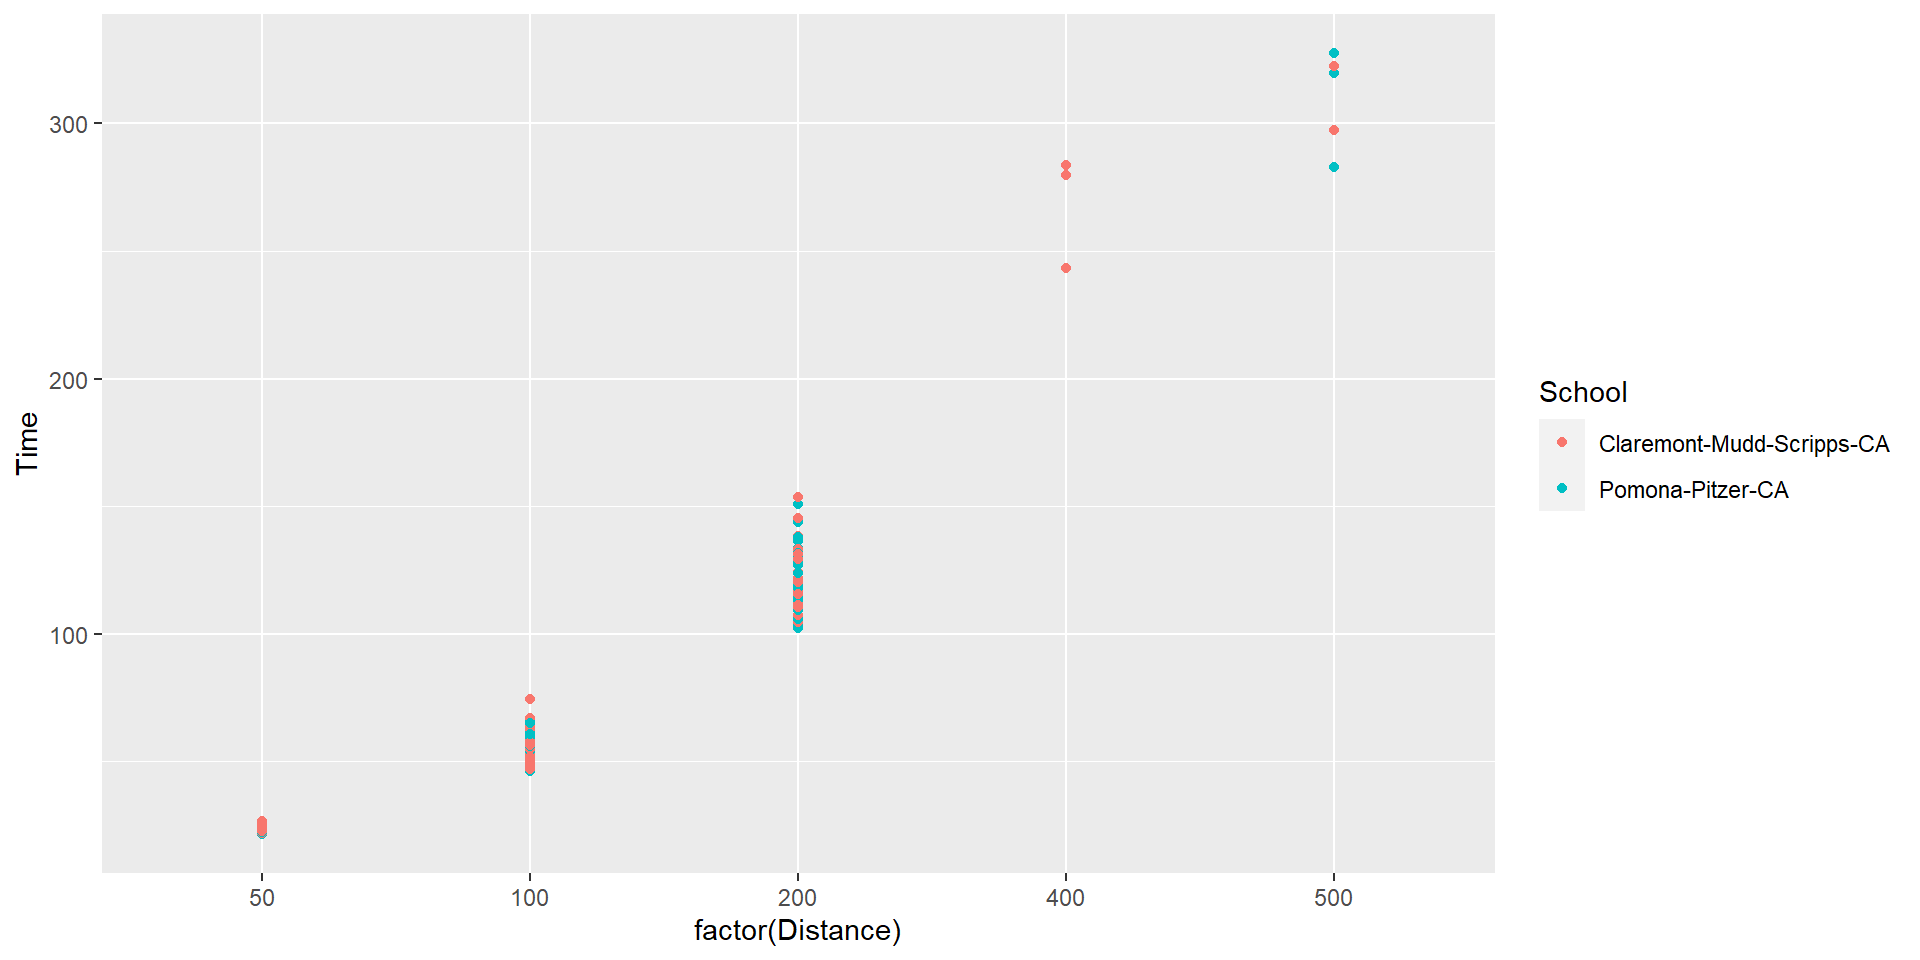 300
200
100
Time
50 100 200 400 500
factor(Distance)
School
Claremont-Mudd-Scripps-CA
Pomona-Pitzer-CA